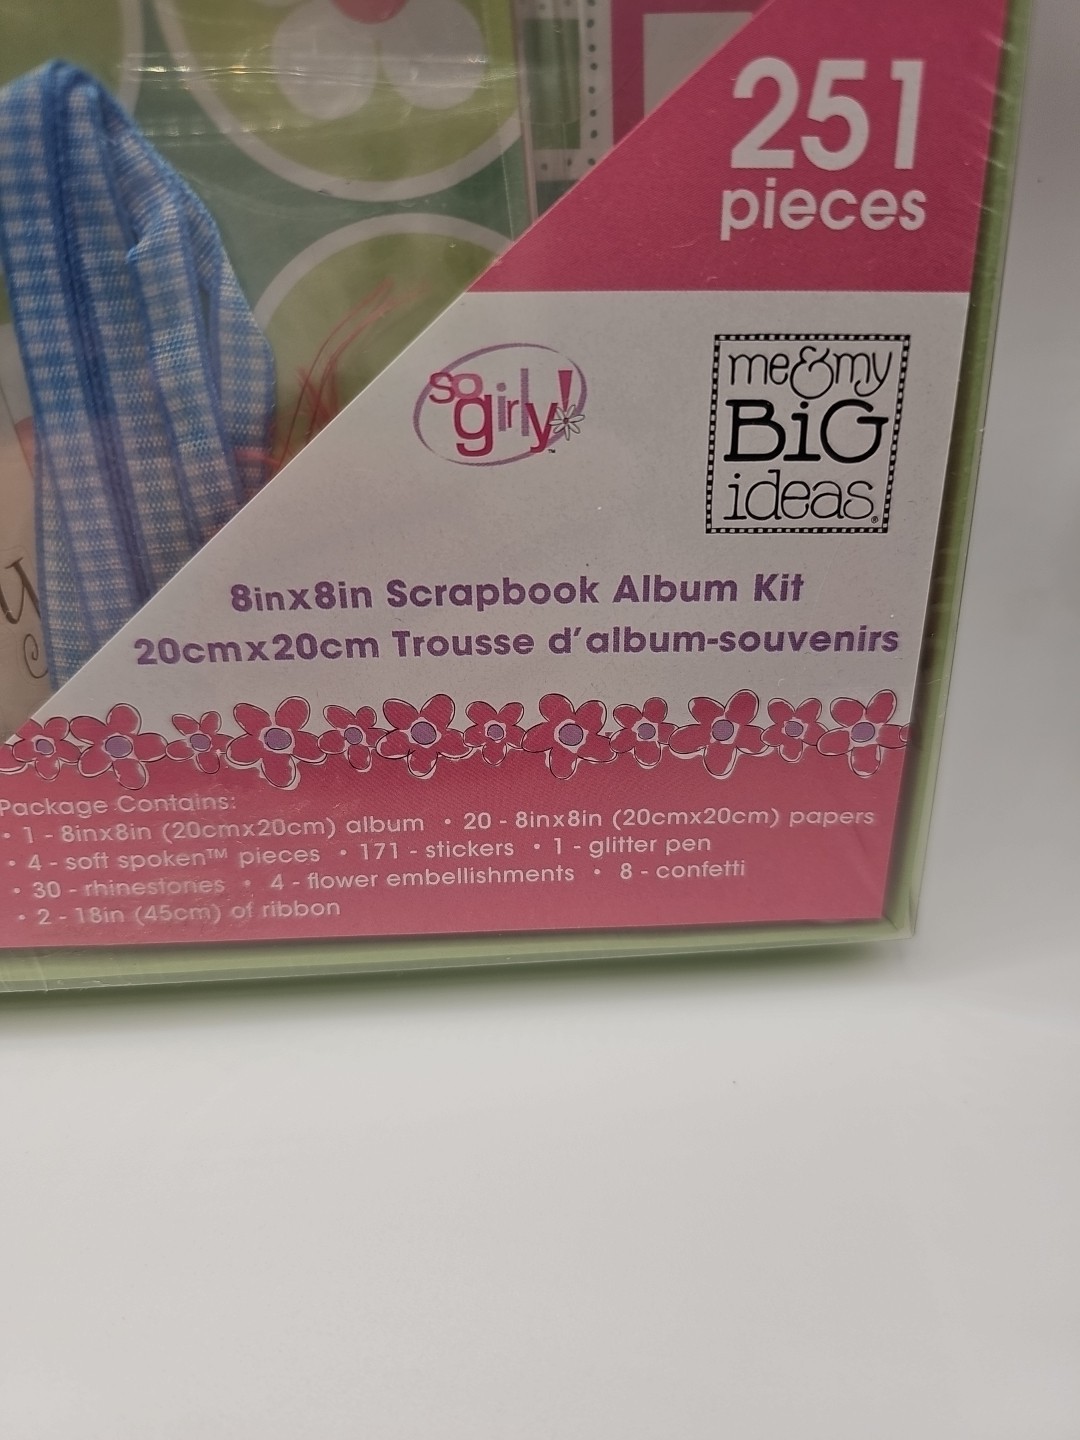 251
pieces
so
girly!™
me&my
BiG
ideas®
8inx8in Scrapbook Album Kit
20cmx20cm Trousse d'album-souvenirs
Package Contains:
• 1 - 8inx8in (20cmx20cm) album • 20 - 8inx8in (20cmx20cm) papers
• 4 - soft spoken™ pieces • 171 - stickers • 1 - glitter pen
• 30 - rhinestones • 4 - flower embellishments • 8 - confetti
• 2 - 18in (45cm) of ribbon